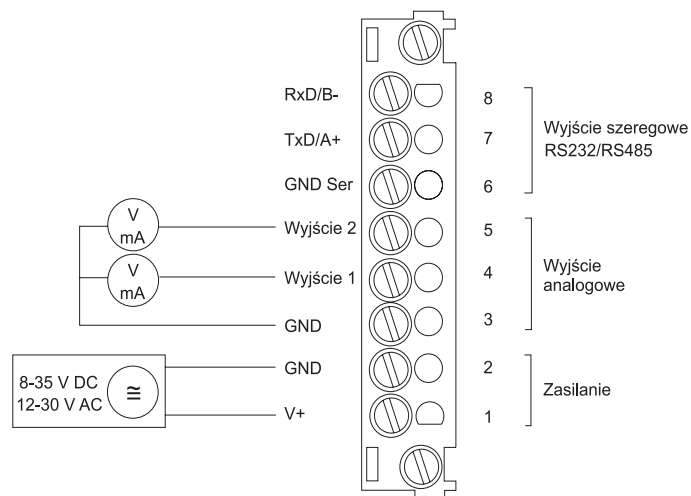 RxD/B-
8
TxD/A+
7
Wyjście szeregowe
RS232/RS485
GND Ser
6
V
mA
Wyjście 2
5
V
mA
Wyjście 1
4
Wyjście
analogowe
GND
3
8-35 V DC
12-30 V AC
≅
GND
2
Zasilanie
V+
1